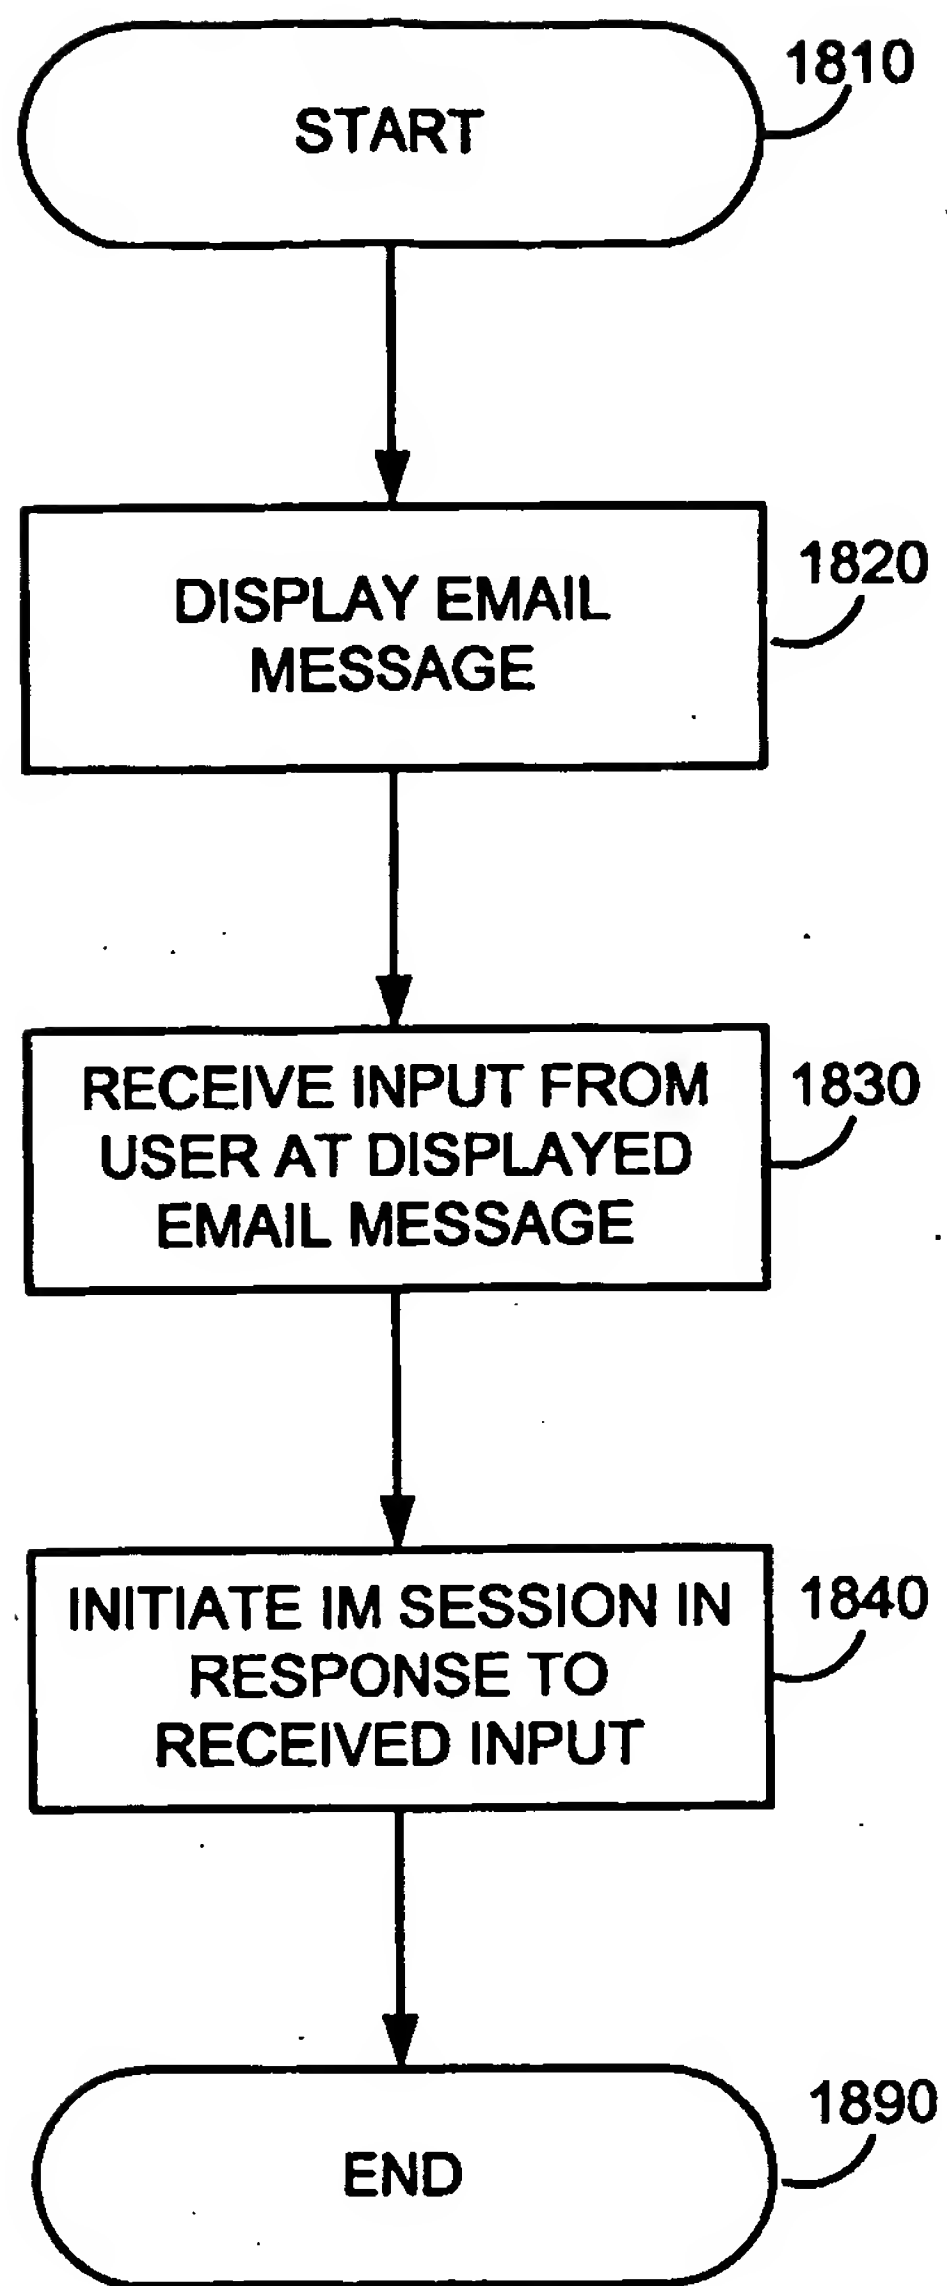 1810
START
1820
DISPLAY EMAIL
MESSAGE
1830
RECEIVE INPUT FROM
USER AT DISPLAYED
EMAIL MESSAGE
1840
INITIATE IM SESSION IN
RESPONSE TO
RECEIVED INPUT
1890
END